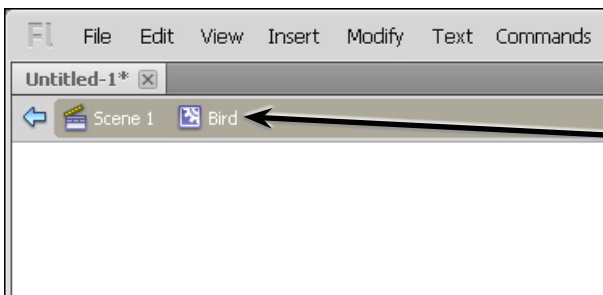 Fl File Edit View Insert Modify Text Commands
Untitled-1*
Scene 1 Bird